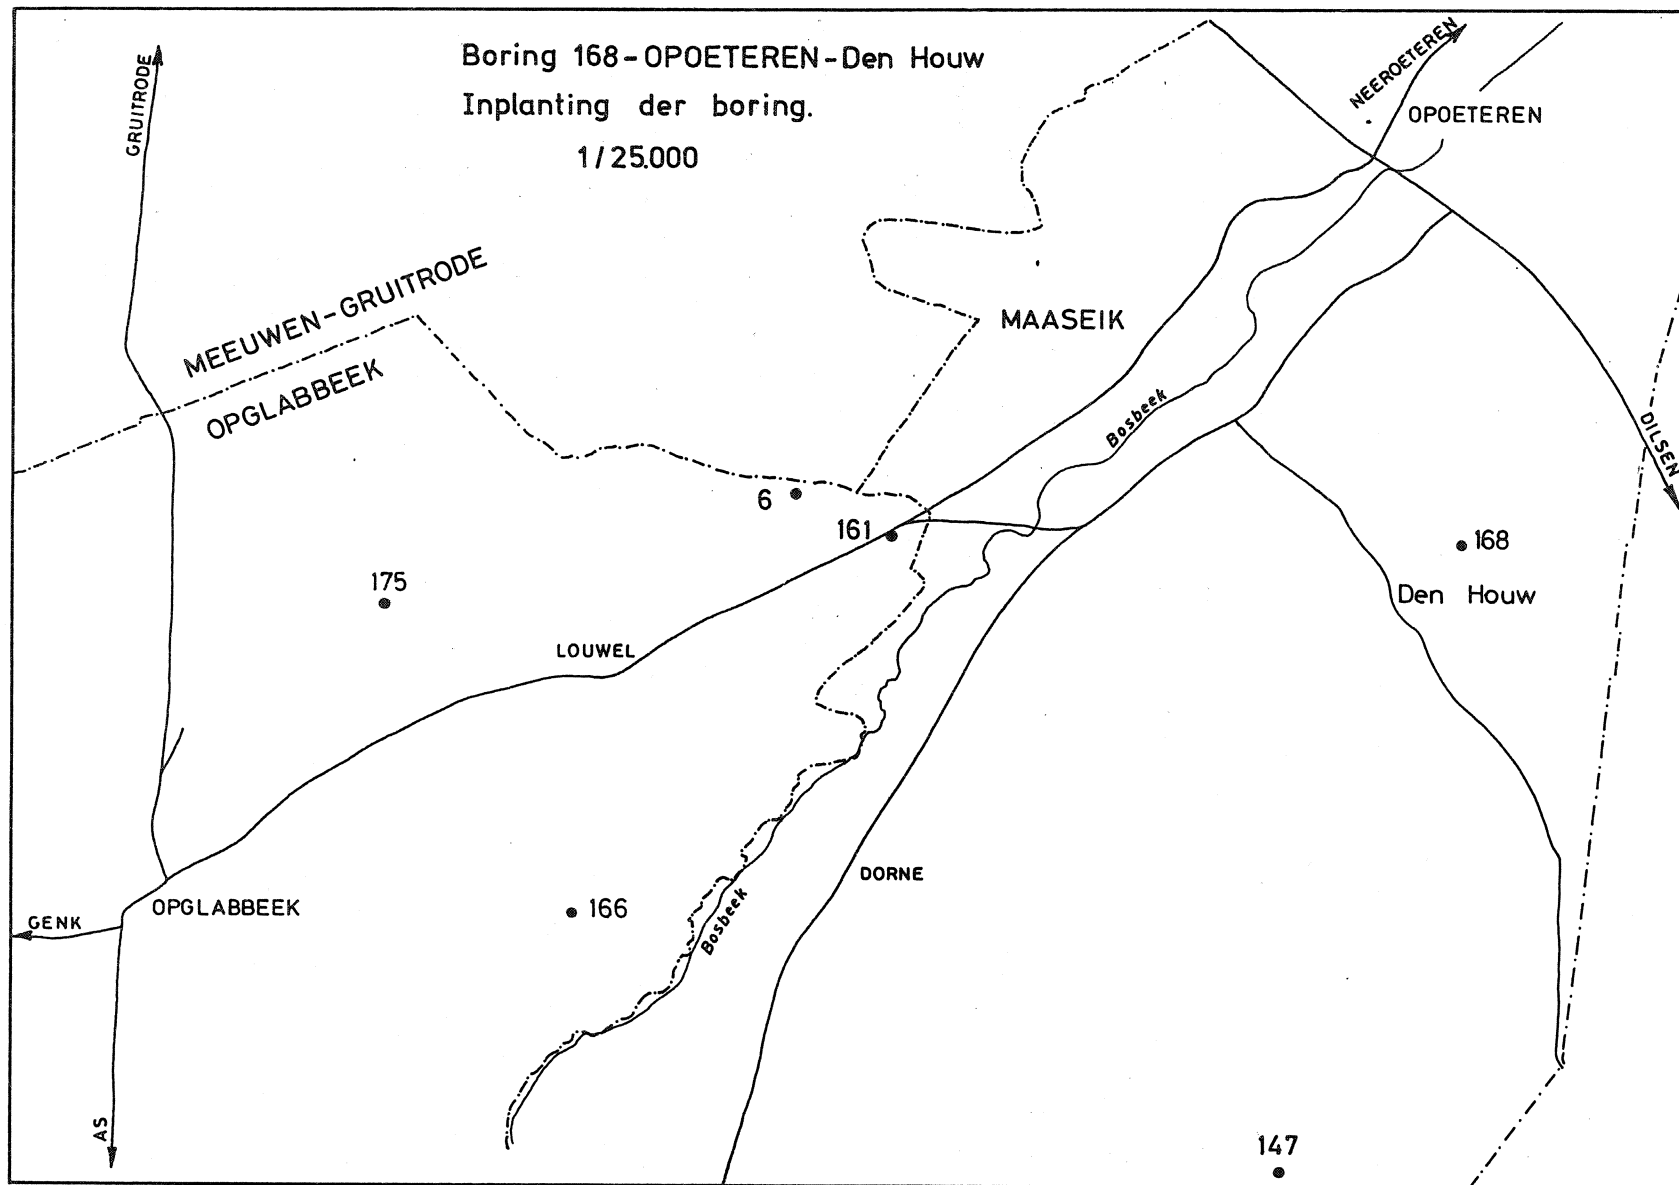 Boring 168-OPOETEREN-Den Houw
Inplanting der boring.
1/25.000
GRUITRODE
NEEROETEREN
OPOETEREN
MEEUWEN-GRUITRODE
OPGLABBEEK
MAASEIK
Bosbeek
DILSEN
6
161
168
175
Den Houw
LOUWEL
DORNE
OPGLABBEEK
166
GENK
Bosbeek
AS
147